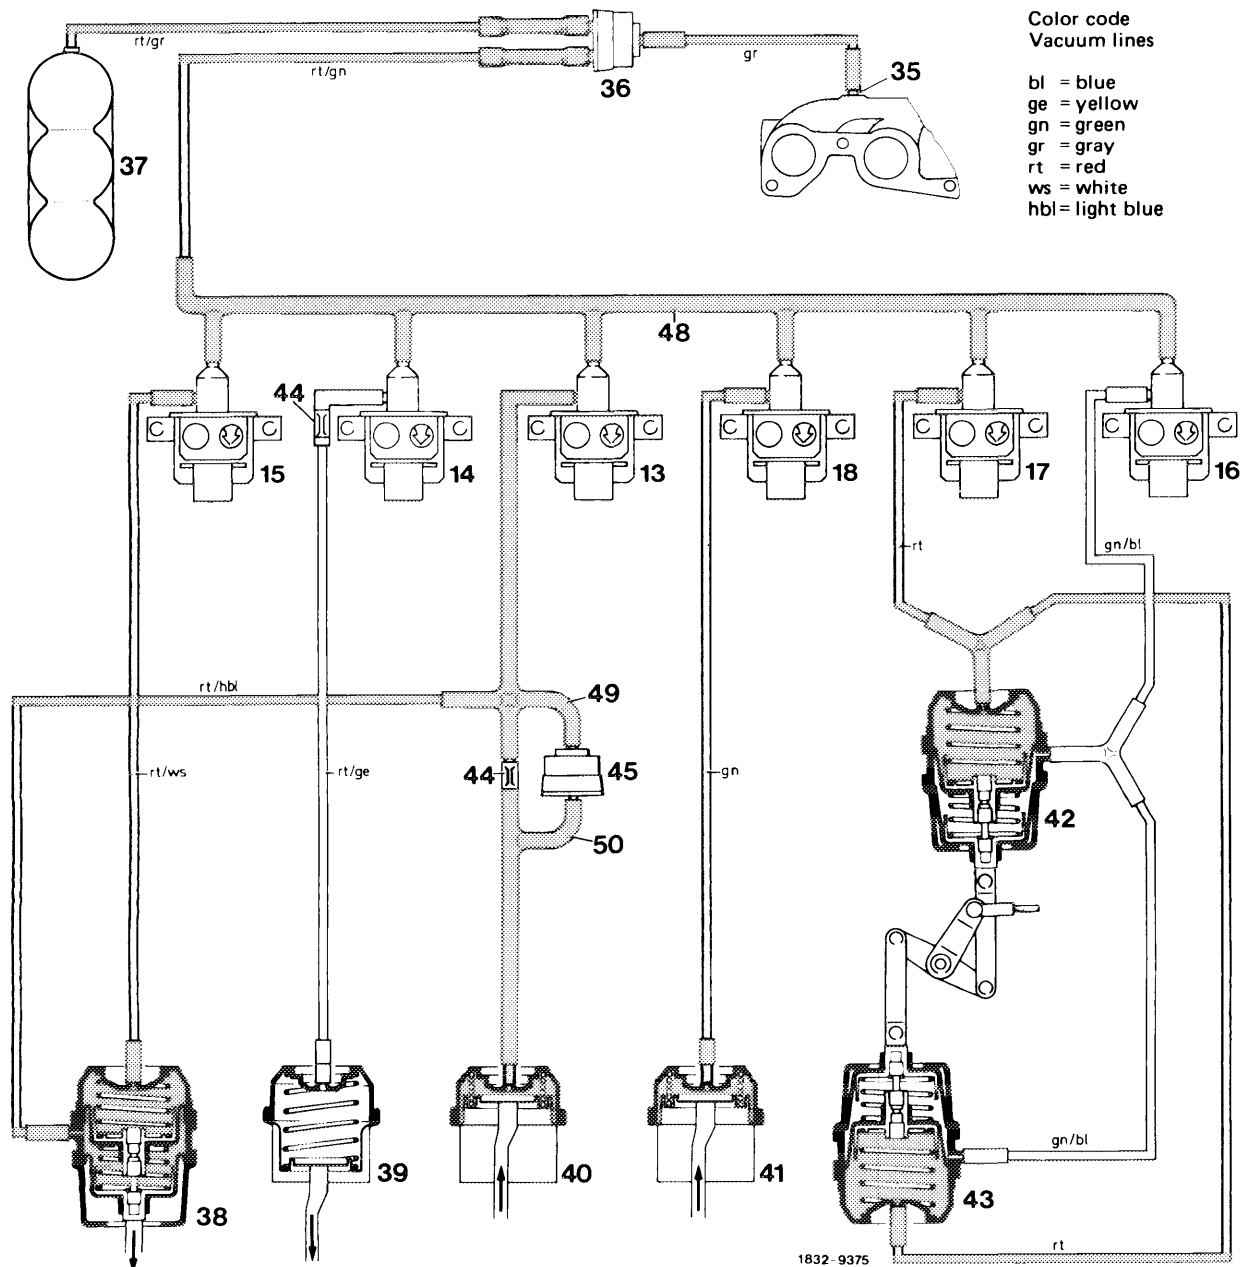 Color code
Vacuum lines
bl = blue
ge = yellow
gn = green
gr = gray
rt = red
ws = white
hbl = light blue
rt/gr
rt/gn
gr
36
35
37
48
44
15
14
13
18
17
16
rt
gn/bl
rt/hbl
49
rt/ws
rt/ge
44
45
gn
50
42
38
39
40
41
43
gn/bl
rt
1832-9375